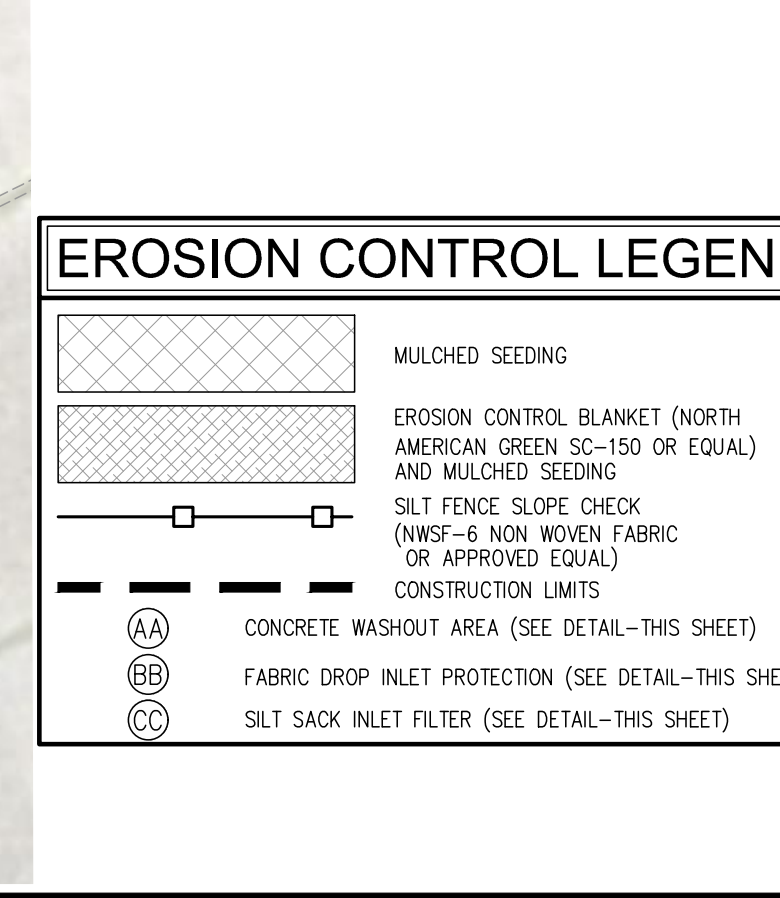 EROSION CONTROL LEGEN
MULCHED SEEDING
EROSION CONTROL BLANKET (NORTH
AMERICAN GREEN SC-150 OR EQUAL)
AND MULCHED SEEDING
SILT FENCE SLOPE CHECK
(NWSF-6 NON WOVEN FABRIC
OR APPROVED EQUAL)
CONSTRUCTION LIMITS
AA CONCRETE WASHOUT AREA (SEE DETAIL-THIS SHEET)
BB FABRIC DROP INLET PROTECTION (SEE DETAIL-THIS SHE
CC SILT SACK INLET FILTER (SEE DETAIL-THIS SHEET)